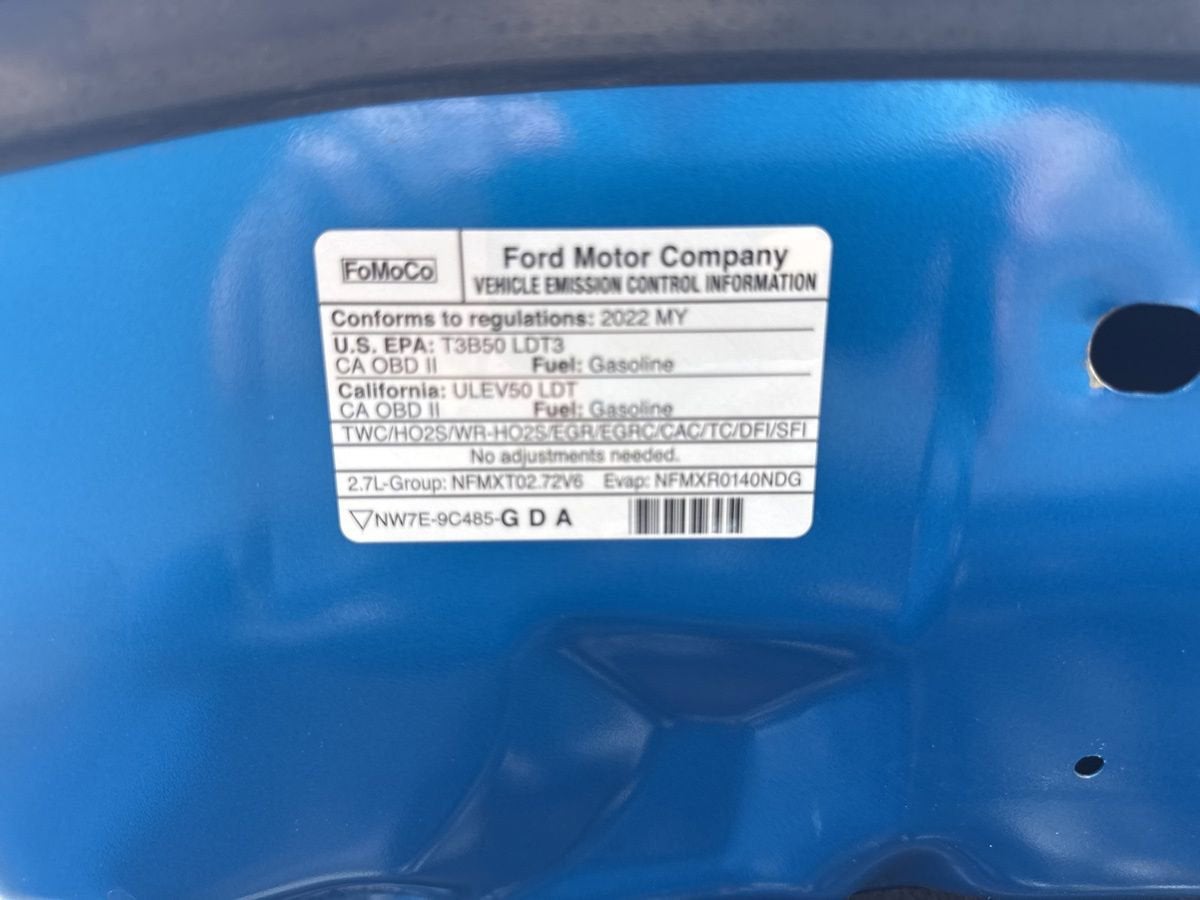 FoMoCo
Ford Motor Company
VEHICLE EMISSION CONTROL INFORMATION
Conforms to regulations: 2022 MY
U.S. EPA: T3B50 LDT3
CA OBD II Fuel: Gasoline
California: ULEV50 LDT
CA OBD II Fuel: Gasoline
TWC/HO2S/WR-HO2S/EGR/EGRC/CAC/TC/DFI/SFI
No adjustments needed.
2.7L-Group: NFMXT02.72V6 Evap: NFMXR0140NDG
NW7E-9C485-G D A